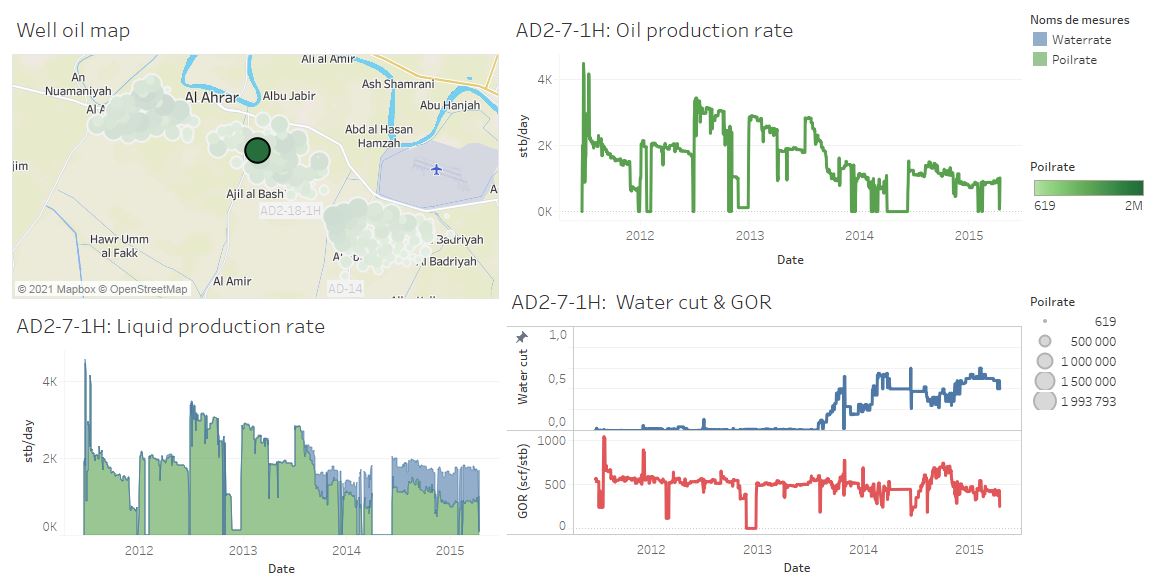 Well oil map
Ali al Amir
An
Nuamaniyah
Al A
Al Ahrar
Albu Jabir
Ash Shamrani
Abu Hanjah
Abd al Hasan
Hamzah
jim
A
Ajil al Bash
AD2-18-1H
Hawr Umm
al Fakk
Badriyah
l Badriyah
Al Amir
AD-14
© 2021 Mapbox © OpenStreetMap
AD2-7-1H: Oil production rate
stb/day
4K
2K
0K
2012
2013
2014
2015
Date
Noms de mesures
Waterrate
Poilrate
Poilrate
619
2M
AD2-7-1H: Liquid production rate
stb/day
4K
2K
0K
2012
2013
2014
2015
Date
AD2-7-1H: Water cut & GOR
Water cut
1,0
0,5
0,0
GOR (scf/stb)
1000
500
0
2012
2013
2014
2015
Date
Poilrate
619
500 000
1 000 000
1 500 000
1 993 793